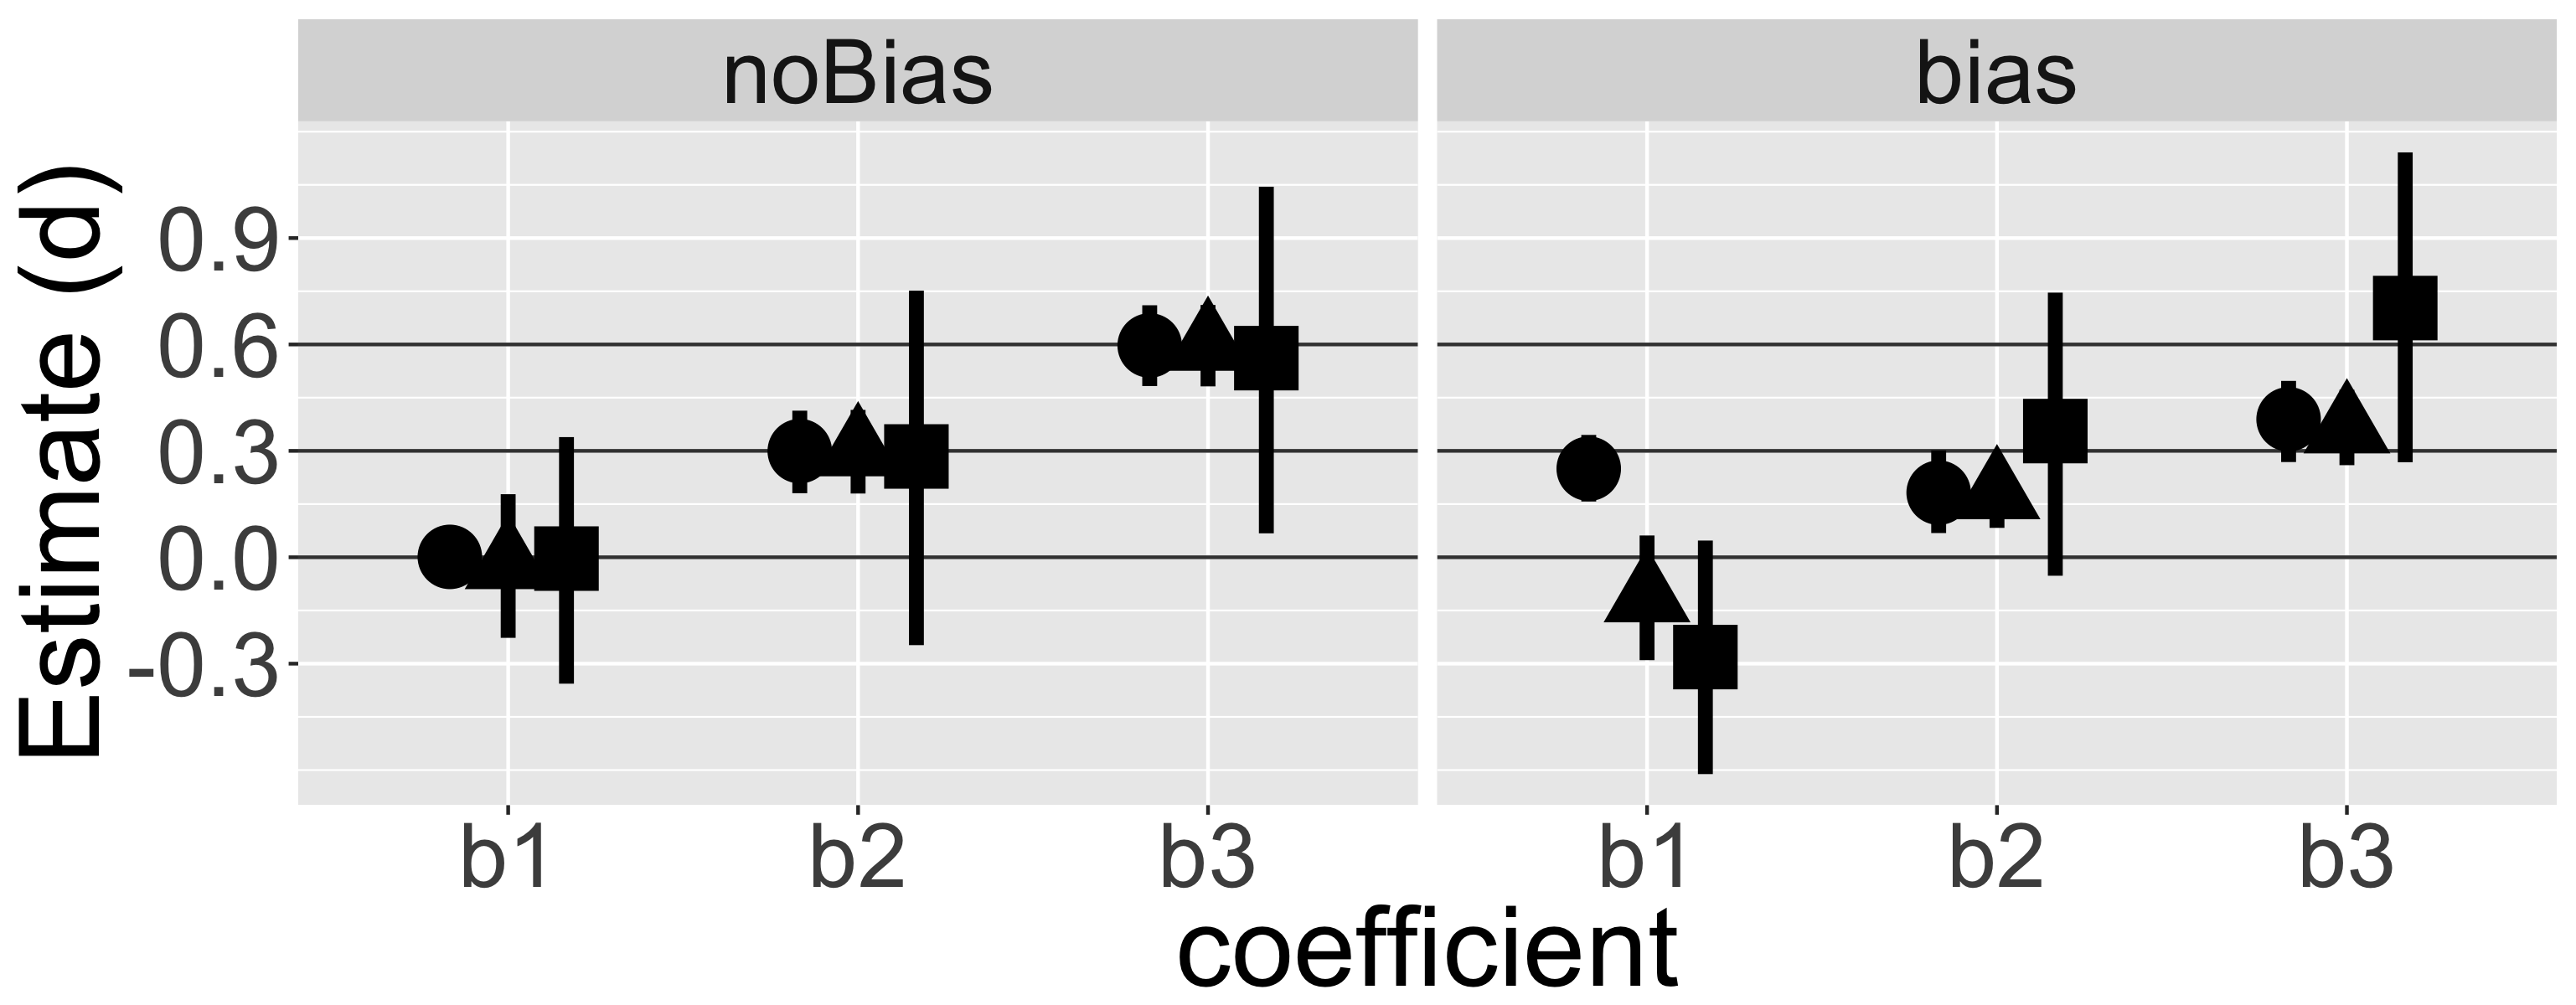 noBias
bias
Estimate (d)
0.9
0.6
0.3
0.0
-0.3
b1
b2
b3
b1
b2
b3
coefficient